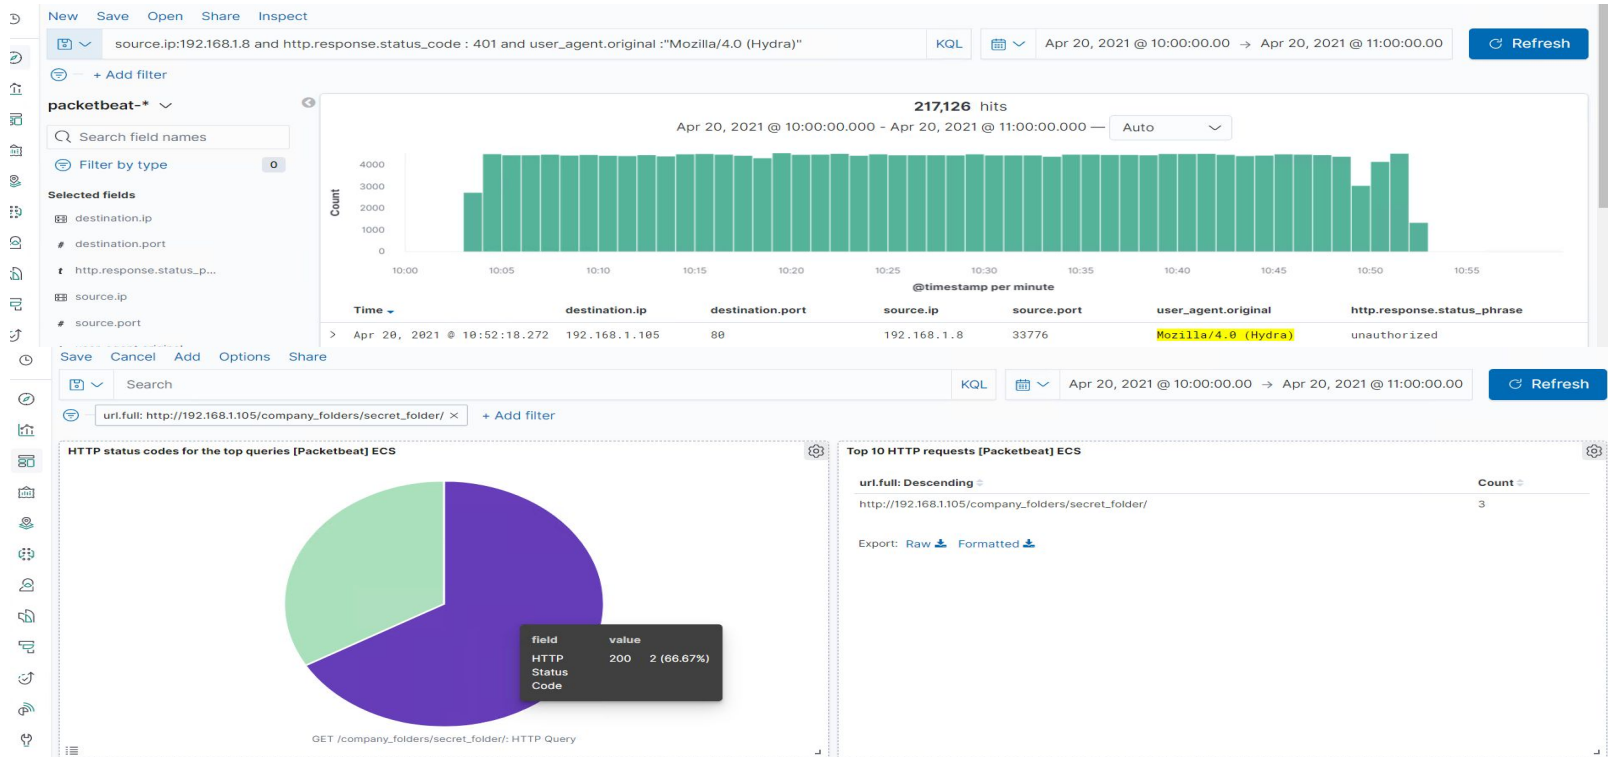 New Save Open Share Inspect
source.ip:192.168.1.8 and http.response.status_code : 401 and user_agent.original :"Mozilla/4.0 (Hydra)" KQL Apr 20, 2021 @ 10:00:00.00 → Apr 20, 2021 @ 11:00:00.00 Refresh
+ Add filter
packetbeat-*
217,126 hits
Apr 20, 2021 @ 10:00:00.000 - Apr 20, 2021 @ 11:00:00.000 — Auto
Search field names
Filter by type 0
Selected fields
destination.ip
# destination.port
t http.response.status_p...
source.ip
# source.port
Count
4000
3000
2000
1000
0
10:00 10:05 10:10 10:15 10:20 10:25 10:30 10:35 10:40 10:45 10:50 10:55
@timestamp per minute
Time destination.ip destination.port source.ip source.port user_agent.original http.response.status_phrase
> Apr 20, 2021 @ 10:52:18.272 192.168.1.105 80 192.168.1.8 33776 Mozilla/4.0 (Hydra) unauthorized
Save Cancel Add Options Share
Search KQL Apr 20, 2021 @ 10:00:00.00 → Apr 20, 2021 @ 11:00:00.00 Refresh
url.full: http://192.168.1.105/company_folders/secret_folder/ × + Add filter
HTTP status codes for the top queries [Packetbeat] ECS
field value
HTTP Status Code 200 2 (66.67%)
GET /company_folders/secret_folder/: HTTP Query
Top 10 HTTP requests [Packetbeat] ECS
url.full: Descending Count
http://192.168.1.105/company_folders/secret_folder/ 3
Export: Raw Formatted